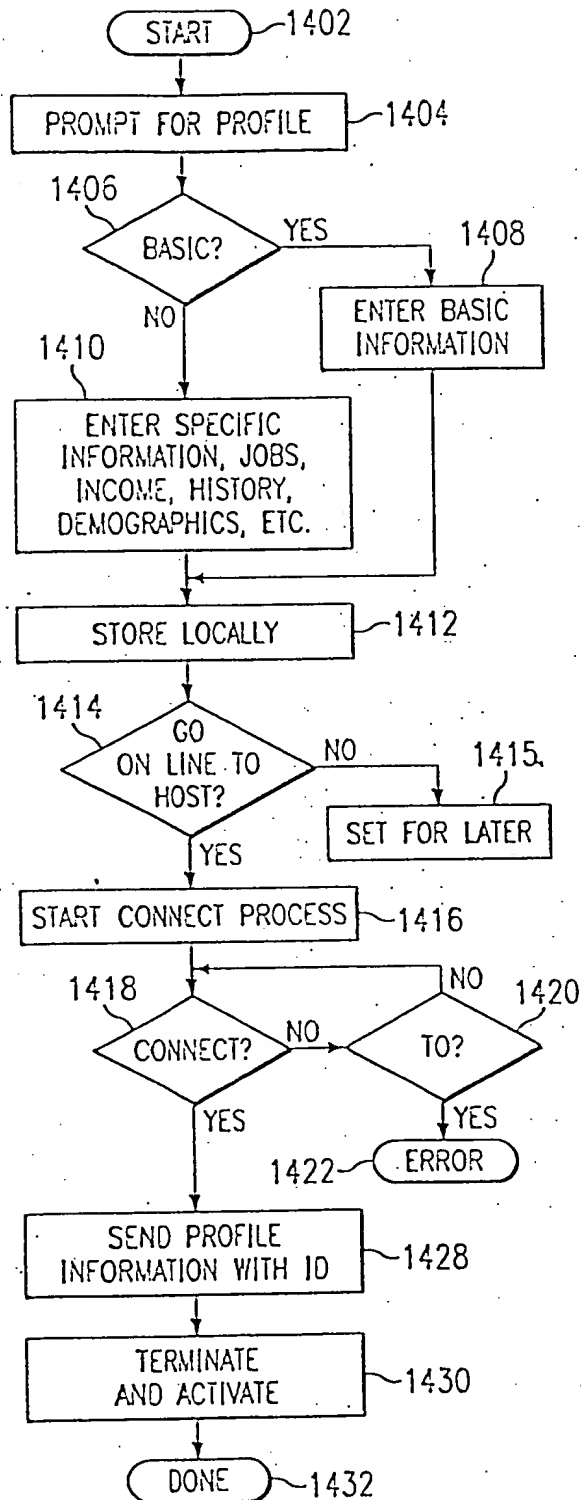 START
1402
PROMPT FOR PROFILE
1404
1406
BASIC?
YES
1408
NO
ENTER BASIC
INFORMATION
1410
ENTER SPECIFIC
INFORMATION, JOBS,
INCOME, HISTORY,
DEMOGRAPHICS, ETC.
STORE LOCALLY
1412
1414
GO
ON LINE TO
HOST?
NO
1415
SET FOR LATER
YES
START CONNECT PROCESS
1416
1418
NO
1420
CONNECT?
NO
TO?
YES
YES
1422
ERROR
SEND PROFILE
INFORMATION WITH ID
1428
TERMINATE
AND ACTIVATE
1430
DONE
1432